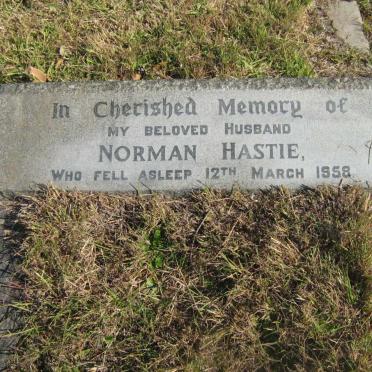 In Cherished Memory of
MY BELOVED HUSBAND
NORMAN HASTIE,
WHO FELL ASLEEP 12TH MARCH 1958.